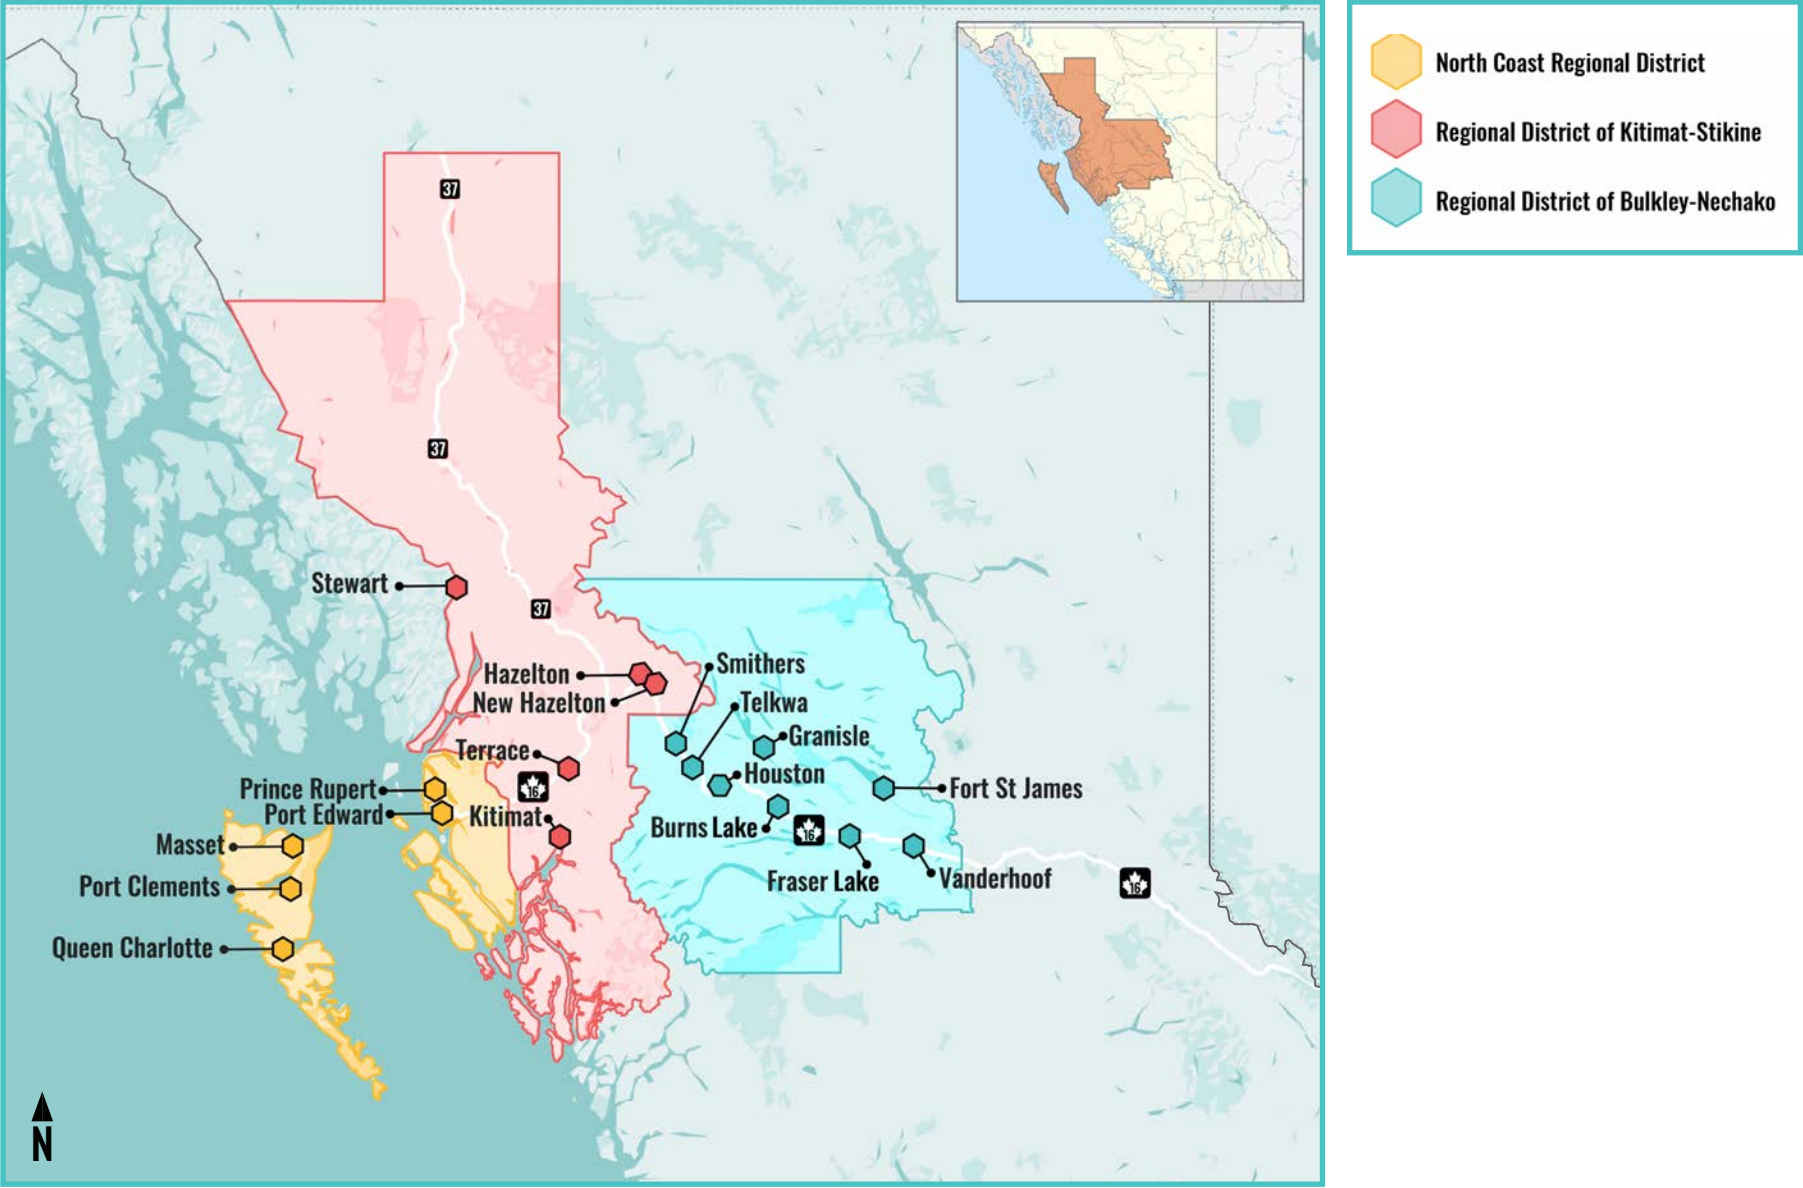 North Coast Regional District
Regional District of Kitimat-Stikine
Regional District of Bulkley-Nechako
37
37
Stewart
37
Hazelton
New Hazelton
Smithers
Telkwa
Granisle
Terrace
Houston
16
Prince Rupert
Fort St James
Port Edward
Kitimat
Burns Lake
16
Masset
Port Clements
Fraser Lake
Vanderhoof
16
Queen Charlotte
N